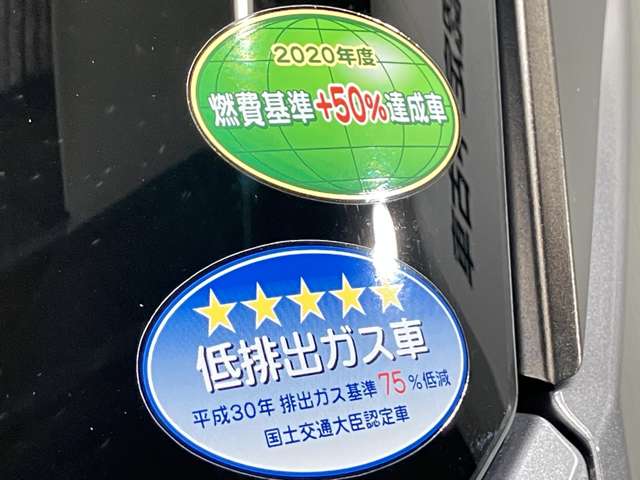 2020年度
燃費基準+50%達成車
★★★★★
低排出ガス車
平成30年 排出ガス基準 75%低減
国土交通大臣認定車